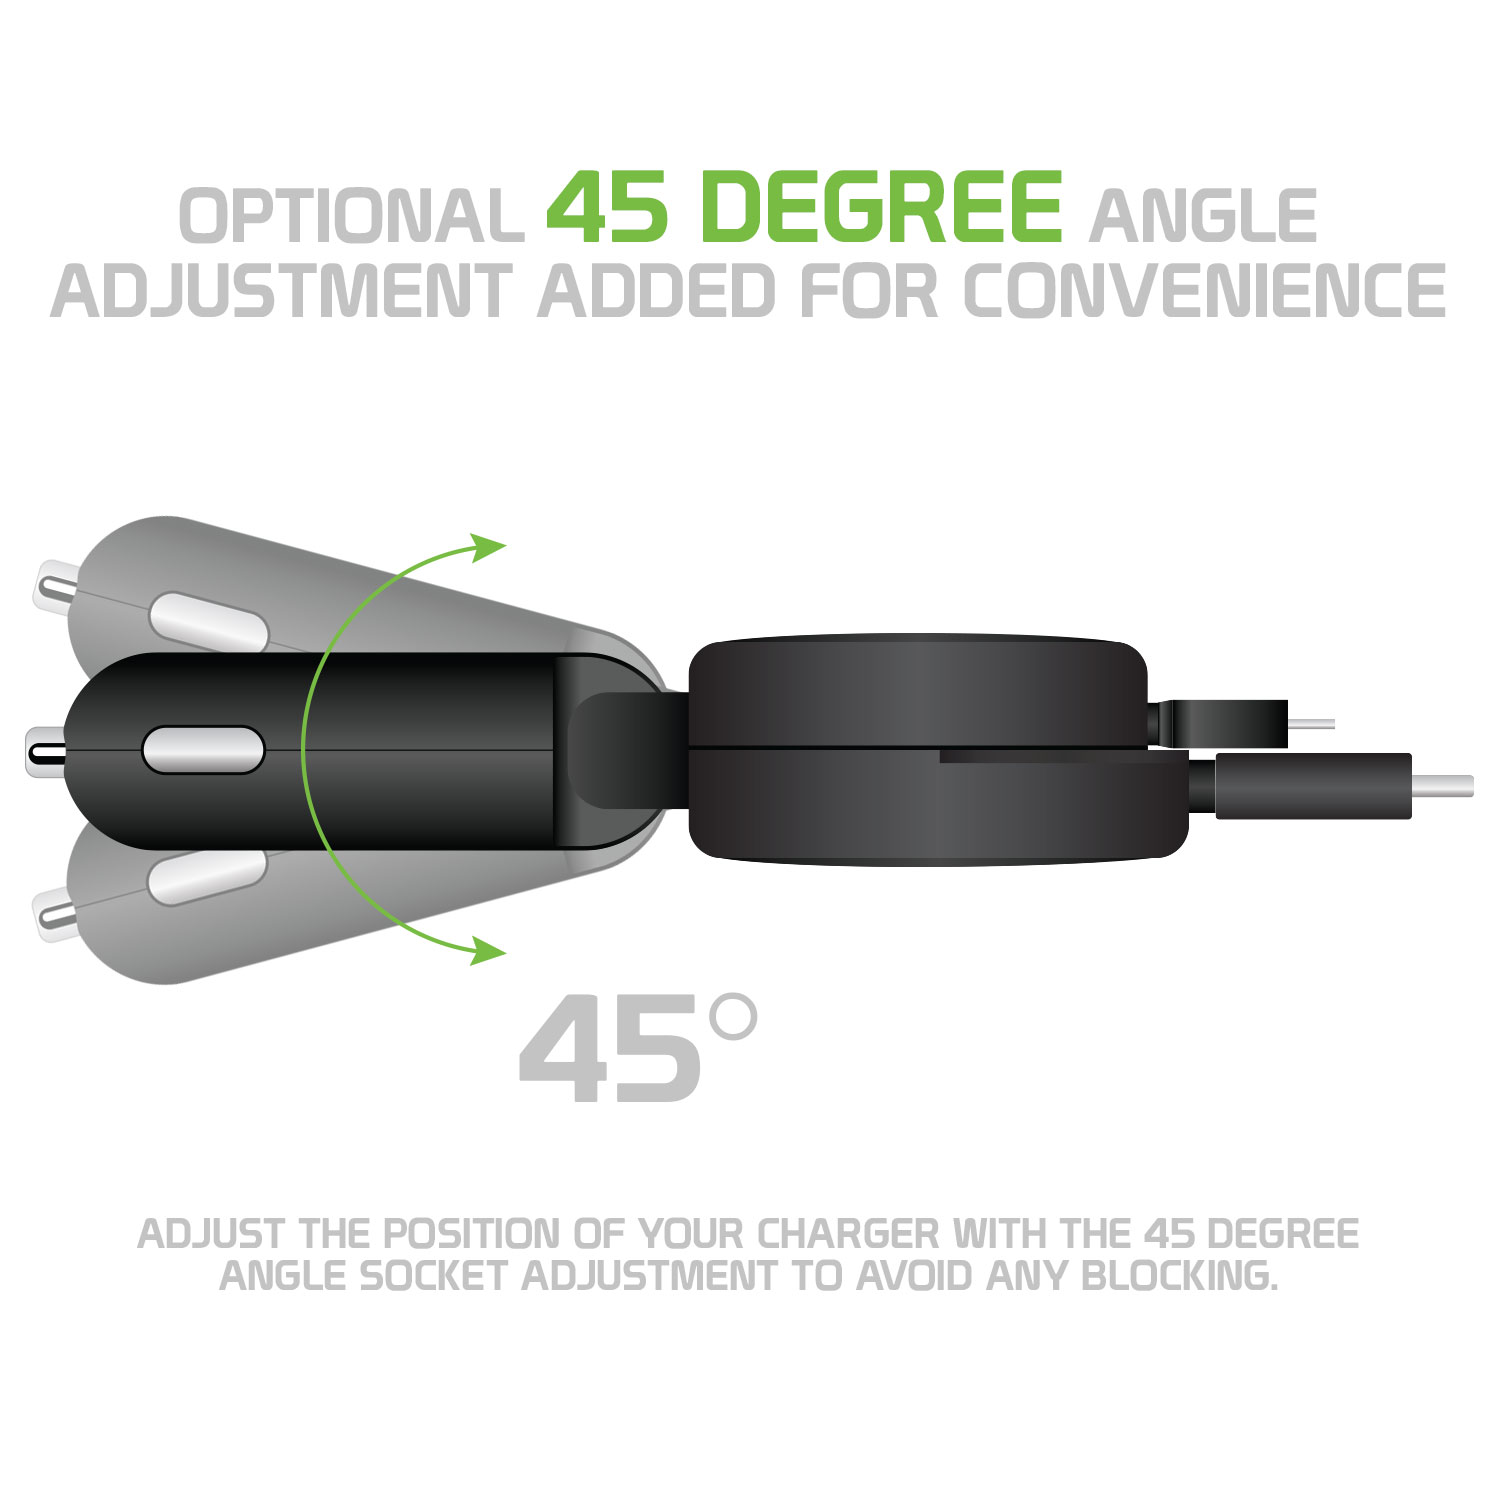 OPTIONAL 45 DEGREE ANGLE
ADJUSTMENT ADDED FOR CONVENIENCE
45°
ADJUST THE POSITION OF YOUR CHARGER WITH THE 45 DEGREE
ANGLE SOCKET ADJUSTMENT TO AVOID ANY BLOCKING.